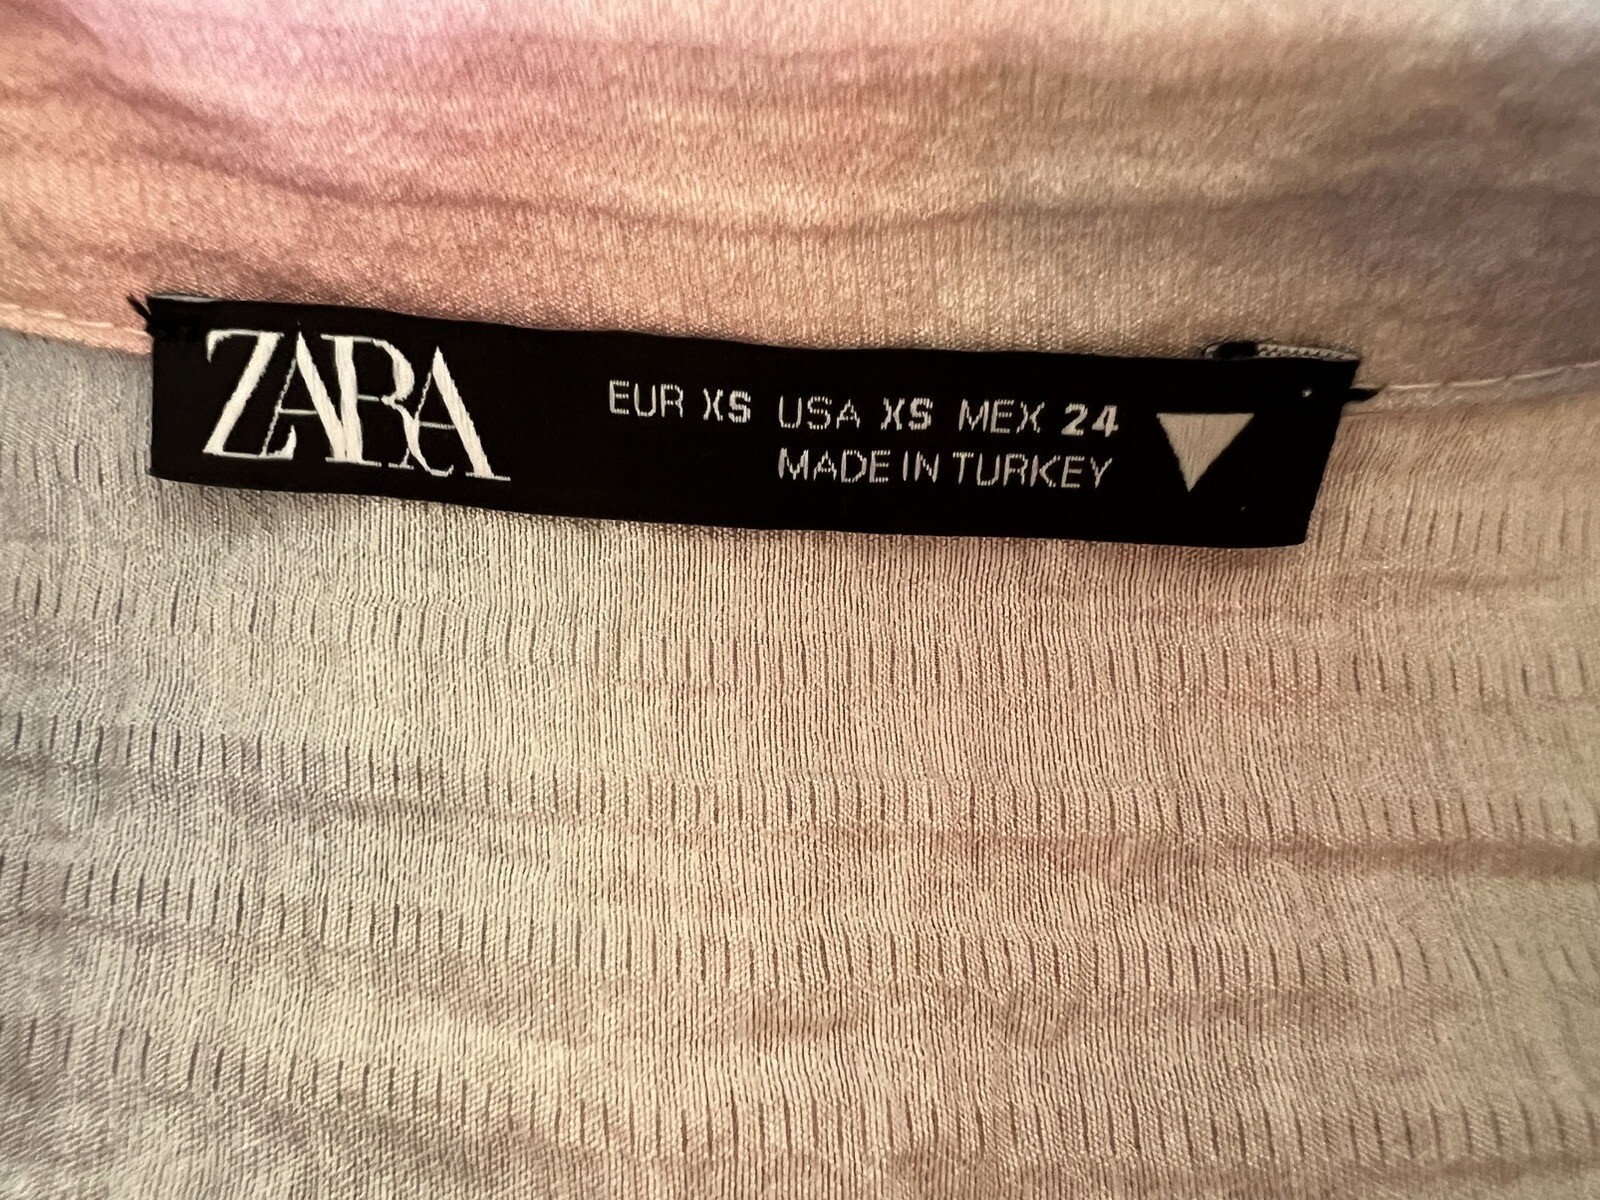 ZARA
EUR XS USA XS MEX 24
MADE IN TURKEY